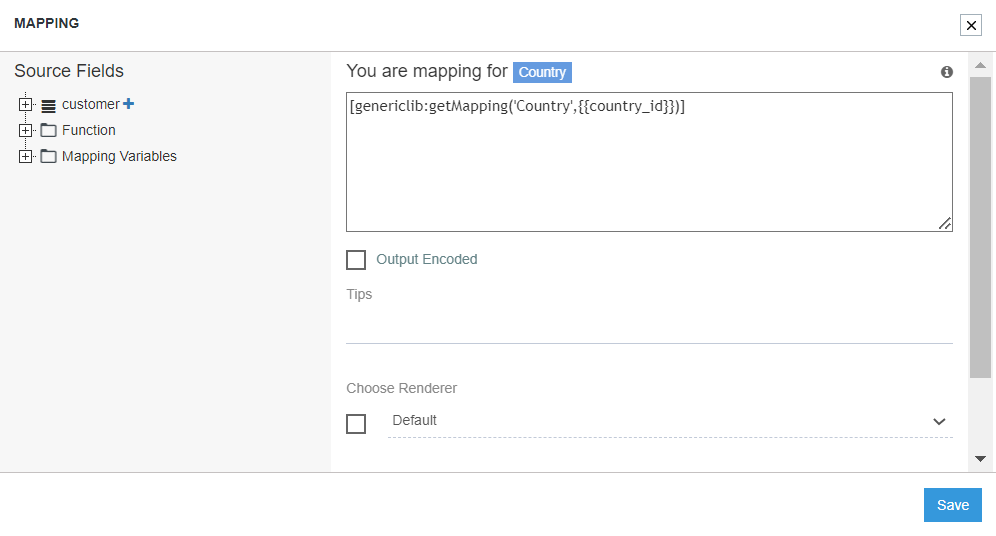 MAPPING
Source Fields
customer
Function
Mapping Variables
You are mapping for Country
[genericlib:getMapping('Country',{{country_id}})]
Output Encoded
Tips
Choose Renderer
Default
Save